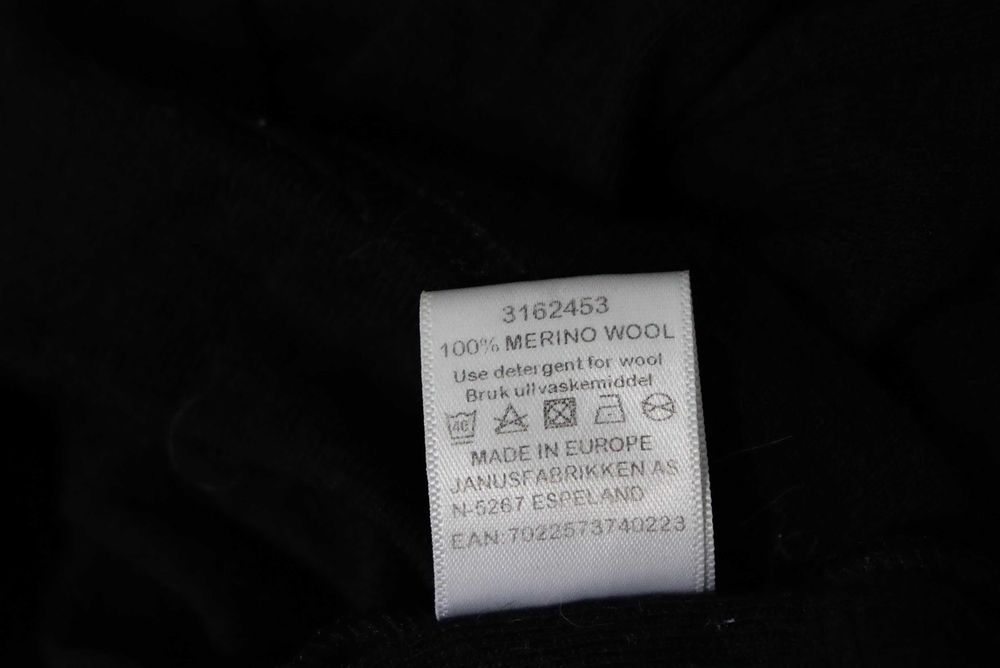 3162453
100% MERINO WOOL
Use detergent for wool
Bruk ullvaskemiddel
40
MADE IN EUROPE
JANUSFABRIKKEN AS
N-5267 ESPELAND
EAN:7022573740223